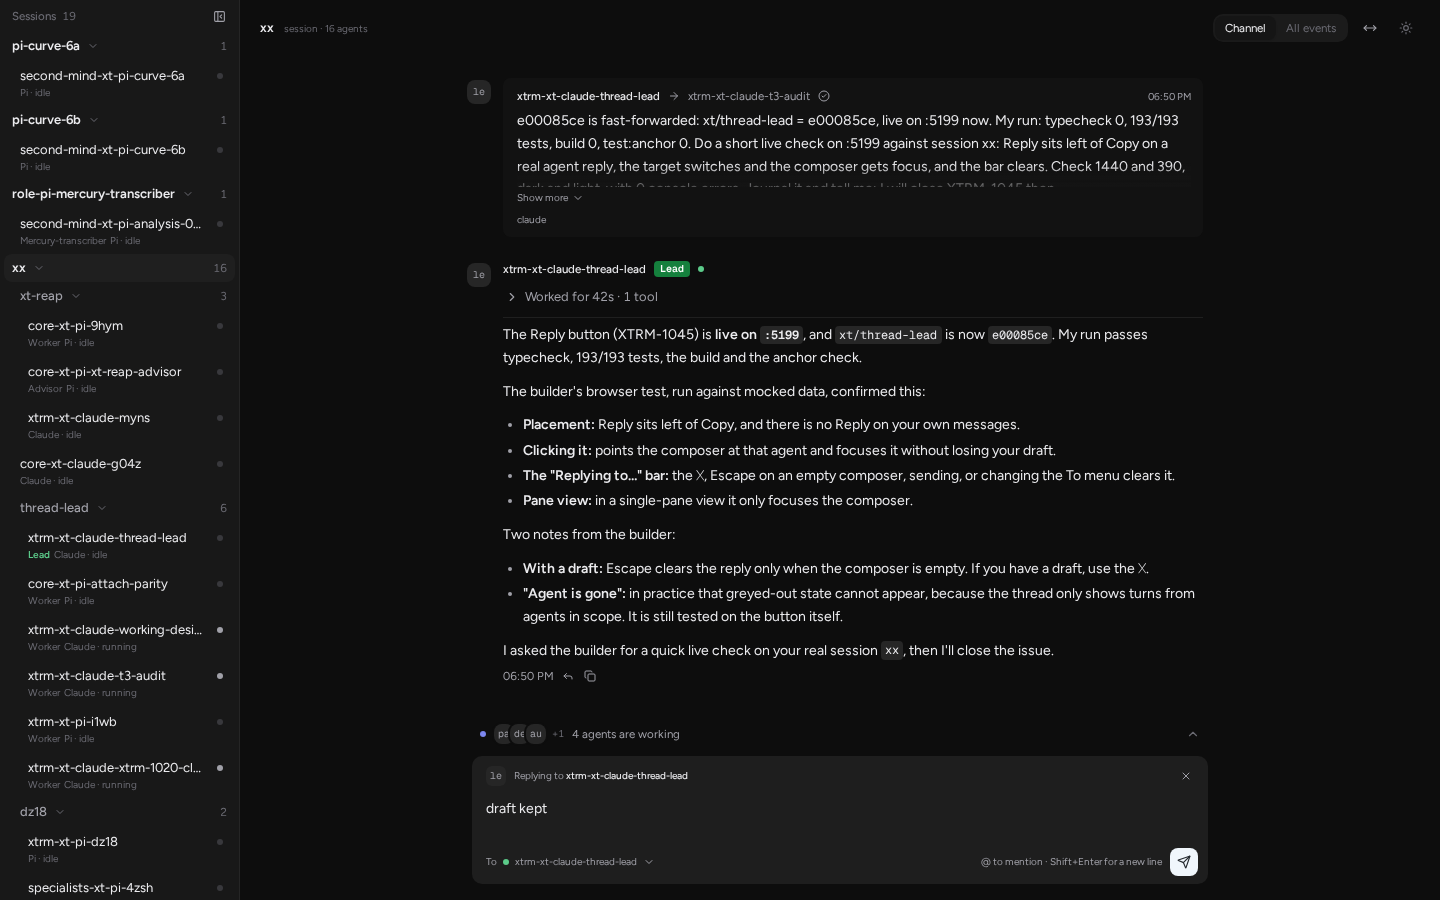 Sessions 19
pi-curve-6a 1
second-mind-xt-pi-curve-6a
Pi · idle
pi-curve-6b 1
second-mind-xt-pi-curve-6b
Pi · idle
role-pi-mercury-transcriber 1
second-mind-xt-pi-analysis-0...
Mercury-transcriber Pi · idle
xx 16
xt-reap 3
core-xt-pi-9hym
Worker Pi · idle
core-xt-pi-xt-reap-advisor
Advisor Pi · idle
xtrm-xt-claude-myns
Claude · idle
core-xt-claude-g04z
Claude · idle
thread-lead 6
xtrm-xt-claude-thread-lead
Lead Claude · idle
core-xt-pi-attach-parity
Worker Pi · idle
xtrm-xt-claude-working-desi...
Worker Claude · running
xtrm-xt-claude-t3-audit
Worker Claude · running
xtrm-xt-pi-i1wb
Worker Pi · idle
xtrm-xt-claude-xtrm-1020-cl...
Worker Claude · running
dz18 2
xtrm-xt-pi-dz18
Pi · idle
specialists-xt-pi-4zsh
xx session · 16 agents
Channel All events
le xtrm-xt-claude-thread-lead → xtrm-xt-claude-t3-audit 06:50 PM
e00085ce is fast-forwarded: xt/thread-lead = e00085ce, live on :5199 now. My run: typecheck 0, 193/193
tests, build 0, test:anchor 0. Do a short live check on :5199 against session xx: Reply sits left of Copy on a
real agent reply, the target switches and the composer gets focus, and the bar clears. Check 1440 and 390,
dark and light, with 0 console errors. Journal it and tell me; I will close XTRM-1045 then.
Show more
claude
le xtrm-xt-claude-thread-lead Lead
Worked for 42s · 1 tool
The Reply button (XTRM-1045) is live on :5199, and xt/thread-lead is now e00085ce. My run passes
typecheck, 193/193 tests, the build and the anchor check.
The builder's browser test, run against mocked data, confirmed this:
• Placement: Reply sits left of Copy, and there is no Reply on your own messages.
• Clicking it: points the composer at that agent and focuses it without losing your draft.
• The "Replying to..." bar: the X, Escape on an empty composer, sending, or changing the To menu clears it.
• Pane view: in a single-pane view it only focuses the composer.
Two notes from the builder:
• With a draft: Escape clears the reply only when the composer is empty. If you have a draft, use the X.
• "Agent is gone": in practice that greyed-out state cannot appear, because the thread only shows turns from
agents in scope. It is still tested on the button itself.
I asked the builder for a quick live check on your real session xx, then I'll close the issue.
06:50 PM
pa de au +1 4 agents are working
le Replying to xtrm-xt-claude-thread-lead
draft kept
To xtrm-xt-claude-thread-lead @ to mention · Shift+Enter for a new line